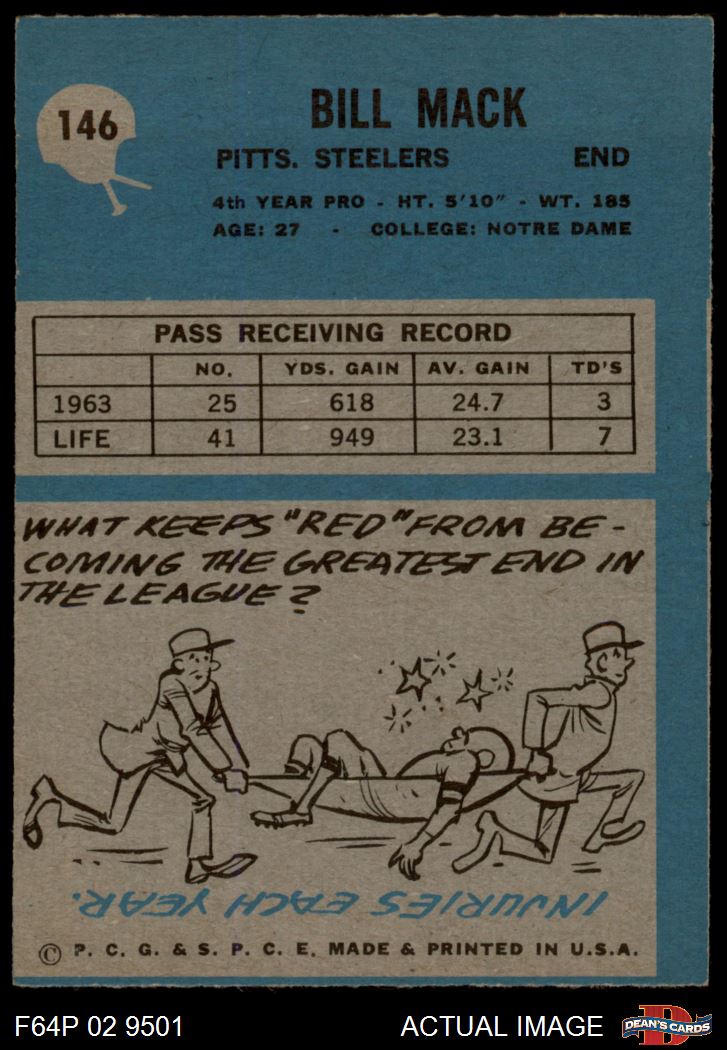 146
BILL MACK
PITTS. STEELERS END
4th YEAR PRO - HT. 5'10" - WT. 185
AGE: 27 - COLLEGE: NOTRE DAME
PASS RECEIVING RECORD
NO. YDS. GAIN AV. GAIN TD'S
1963 25 618 24.7 3
LIFE 41 949 23.1 7
WHAT KEEPS "RED" FROM BE-
COMING THE GREATEST END IN
THE LEAGUE?
INJURIES EACH YEAR.
© P. C. G. & S. P. C. E. MADE & PRINTED IN U.S.A.
F64P 02 9501 ACTUAL IMAGE D DEAN'S CARDS